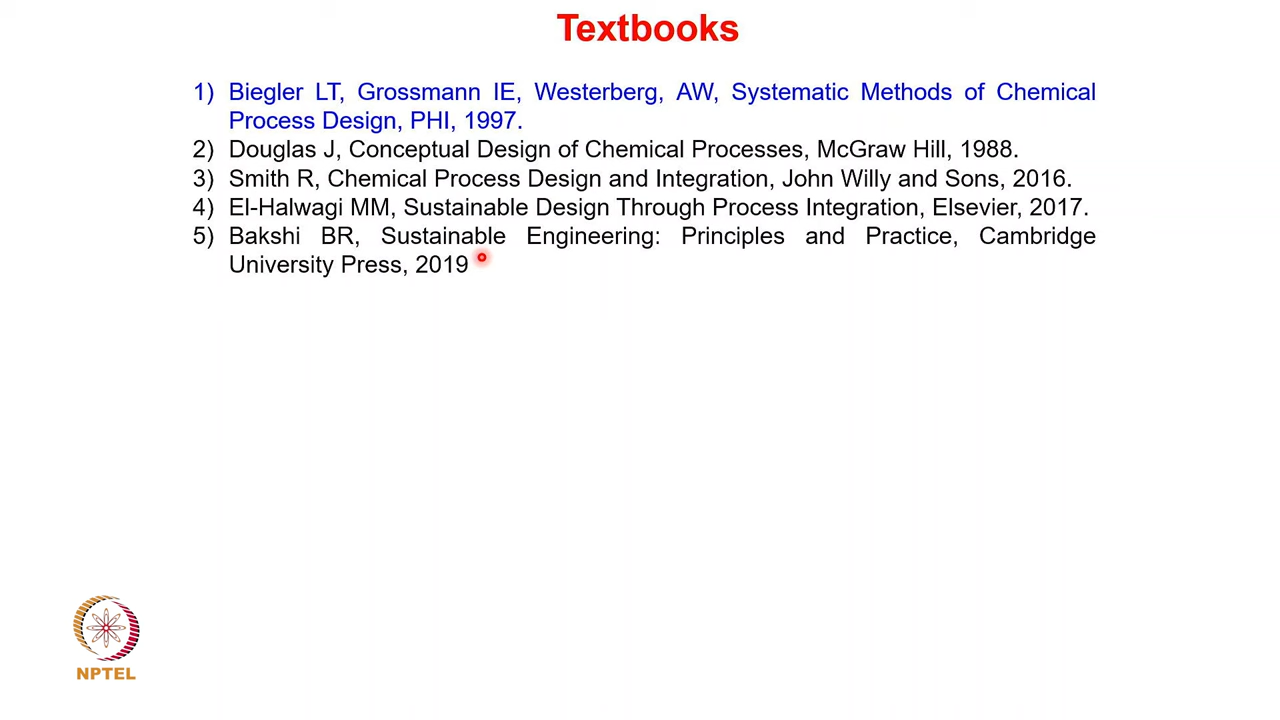 Textbooks
1) Biegler LT, Grossmann IE, Westerberg, AW, Systematic Methods of Chemical
Process Design, PHI, 1997.
2) Douglas J, Conceptual Design of Chemical Processes, McGraw Hill, 1988.
3) Smith R, Chemical Process Design and Integration, John Willy and Sons, 2016.
4) El-Halwagi MM, Sustainable Design Through Process Integration, Elsevier, 2017.
5) Bakshi BR, Sustainable Engineering: Principles and Practice, Cambridge
University Press, 2019
NPTEL